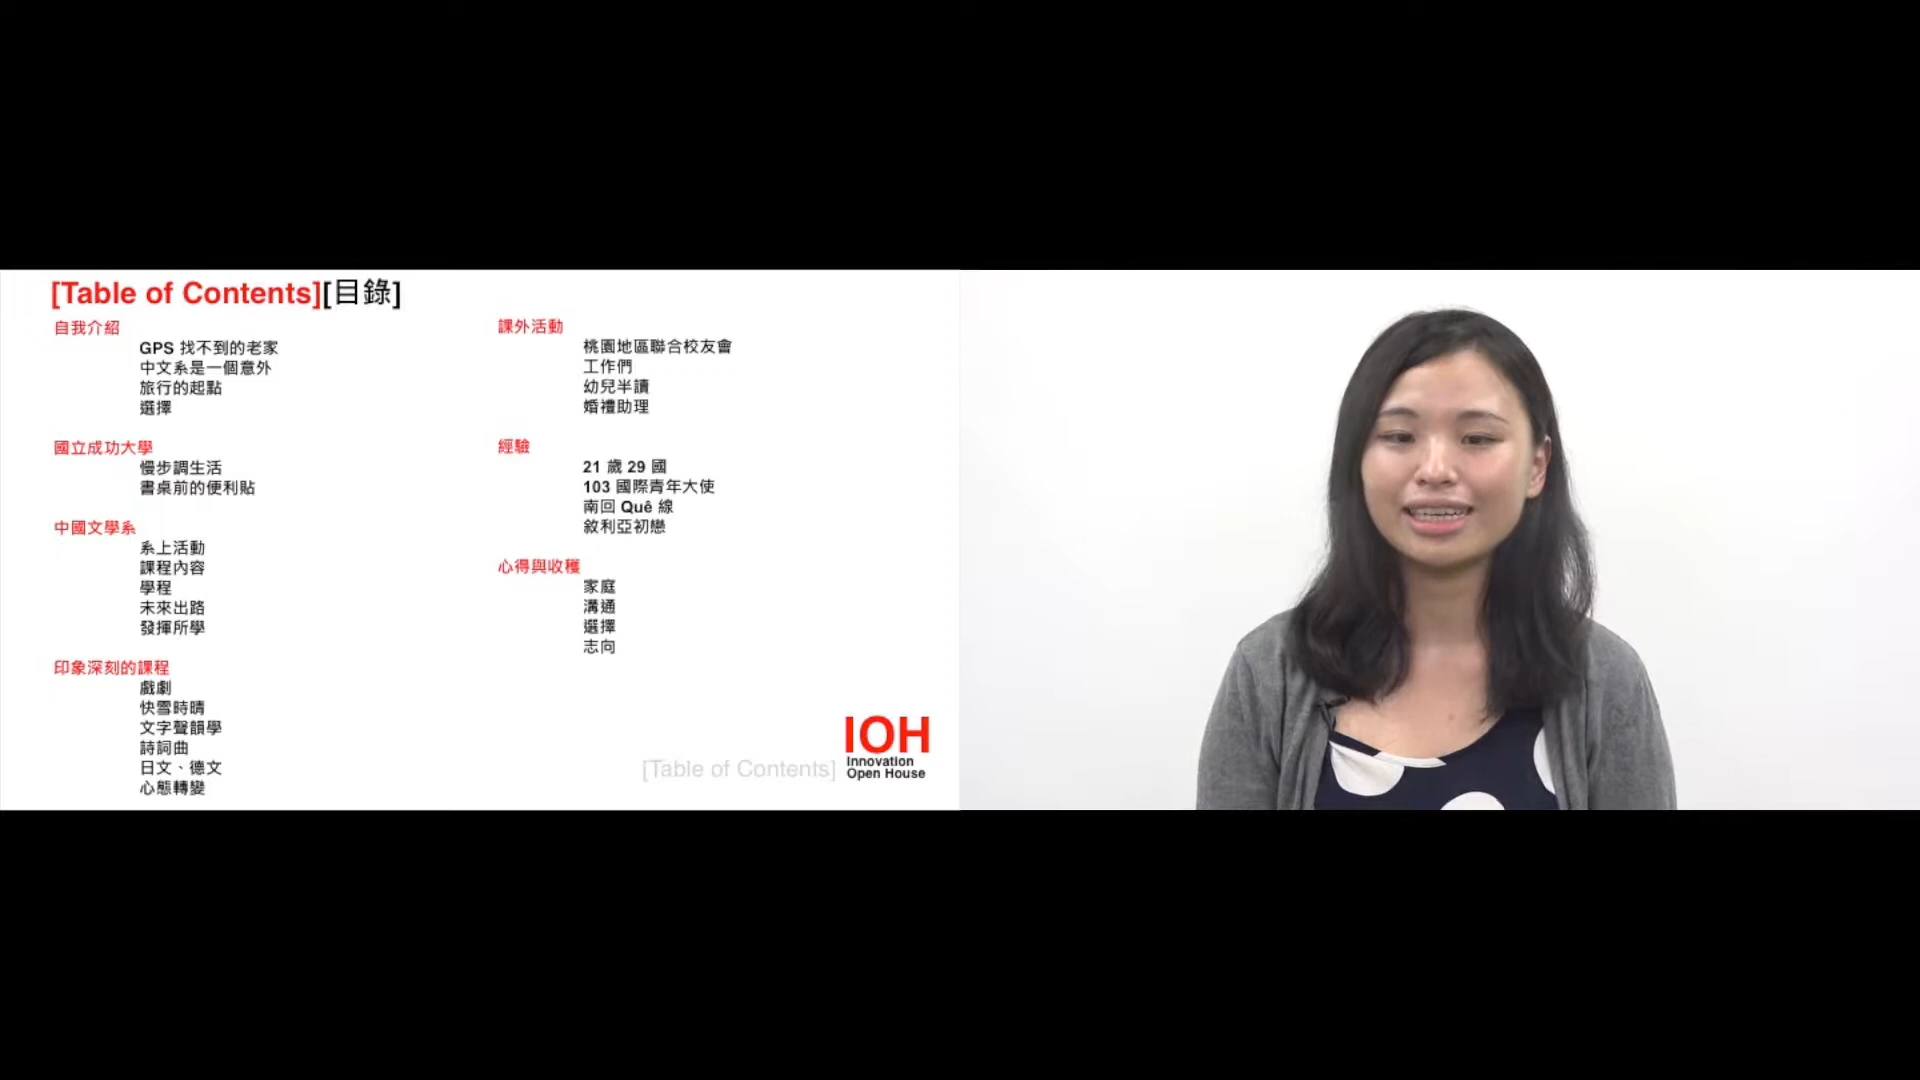 [Table of Contents][目錄]
自我介紹
GPS 找不到的老家
中文系是一個意外
旅行的起點
選擇
國立成功大學
慢步調生活
書桌前的便利貼
中國文學系
系上活動
課程內容
學程
未來出路
發揮所學
印象深刻的課程
戲劇
快雪時晴
文字聲韻學
詩詞曲
日文、德文
心態轉變
課外活動
桃園地區聯合校友會
工作們
幼兒半讀
婚禮助理
經驗
21 歲 29 國
103 國際青年大使
南回 Quê 線
敘利亞初戀
心得與收穫
家庭
溝通
選擇
志向
[Table of Contents]
IOH
Innovation
Open House